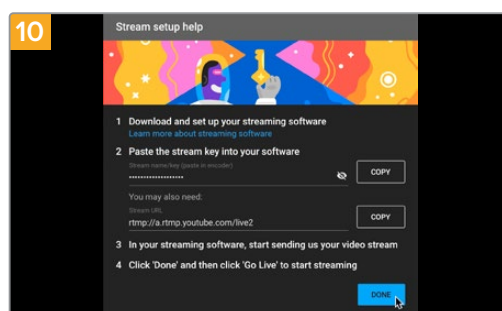 10
Stream setup help
1 Download and set up your streaming software
Learn more about streaming software
2 Paste the stream key into your software
Stream name/key (paste in encoder)
••••••••••••••••••••
COPY
You may also need:
Stream URL
rtmp://a.rtmp.youtube.com/live2
COPY
3 In your streaming software, start sending us your video stream
4 Click 'Done' and then click 'Go Live' to start streaming
DONE